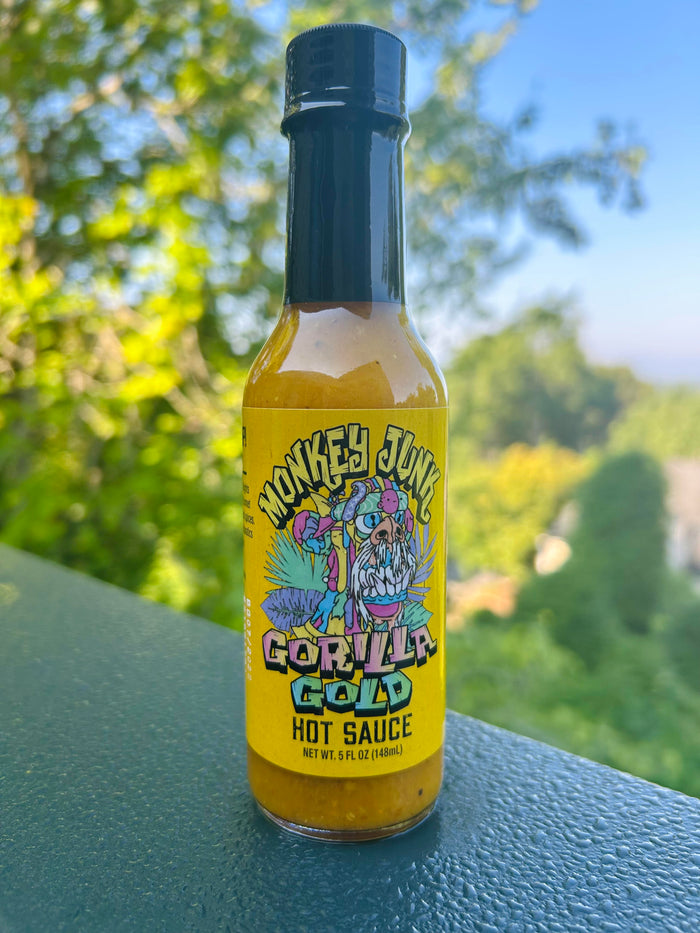 MONKEY JUNK
GORILLA
GOLD
HOT SAUCE
NET WT. 5 FL OZ (148mL)